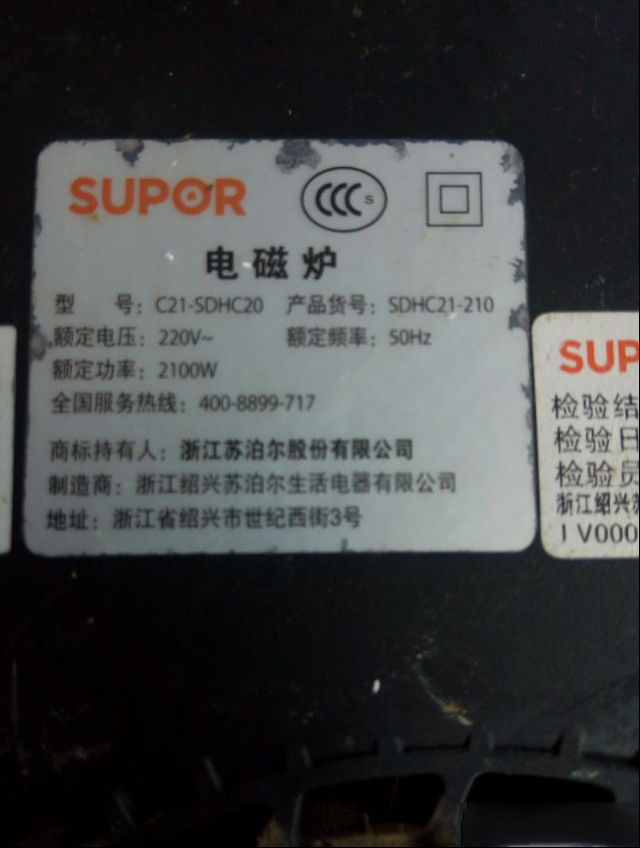 SUPOR CCC S
电磁炉
型 号：C21-SDHC20 产品货号：SDHC21-210
额定电压：220V~ 额定频率：50Hz
额定功率：2100W
全国服务热线：400-8899-717
商标持有人：浙江苏泊尔股份有限公司
制造商：浙江绍兴苏泊尔生活电器有限公司
地址：浙江省绍兴市世纪西街3号
SUP
检验结
检验日
检验员
浙江绍兴苏
1V000